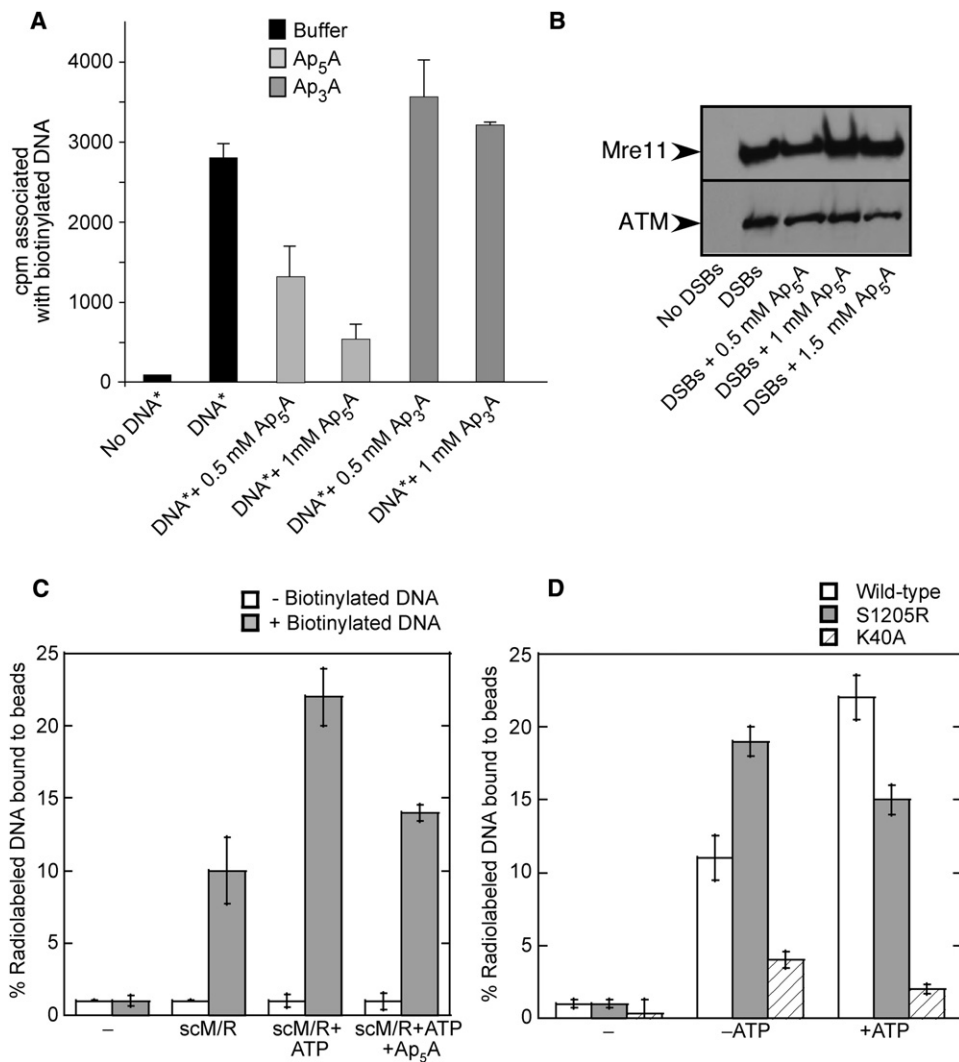 A
Buffer
Ap5A
Ap3A
cpm associated
with biotinylated DNA
4000
3000
2000
1000
0
No DNA*
DNA*
DNA*+ 0.5 mM Ap5A
DNA*+ 1mM Ap5A
DNA*+ 0.5 mM Ap3A
DNA*+ 1 mM Ap3A
B
Mre11
ATM
No DSBs
DSBs
DSBs + 0.5 mM Ap5A
DSBs + 1 mM Ap5A
DSBs + 1.5 mM Ap5A
C
- Biotinylated DNA
+ Biotinylated DNA
% Radiolabeled DNA bound to beads
25
20
15
10
5
0
–
scM/R
scM/R+
ATP
scM/R+ATP
+Ap5A
D
Wild-type
S1205R
K40A
% Radiolabeled DNA bound to beads
25
20
15
10
5
0
–
–ATP
+ATP